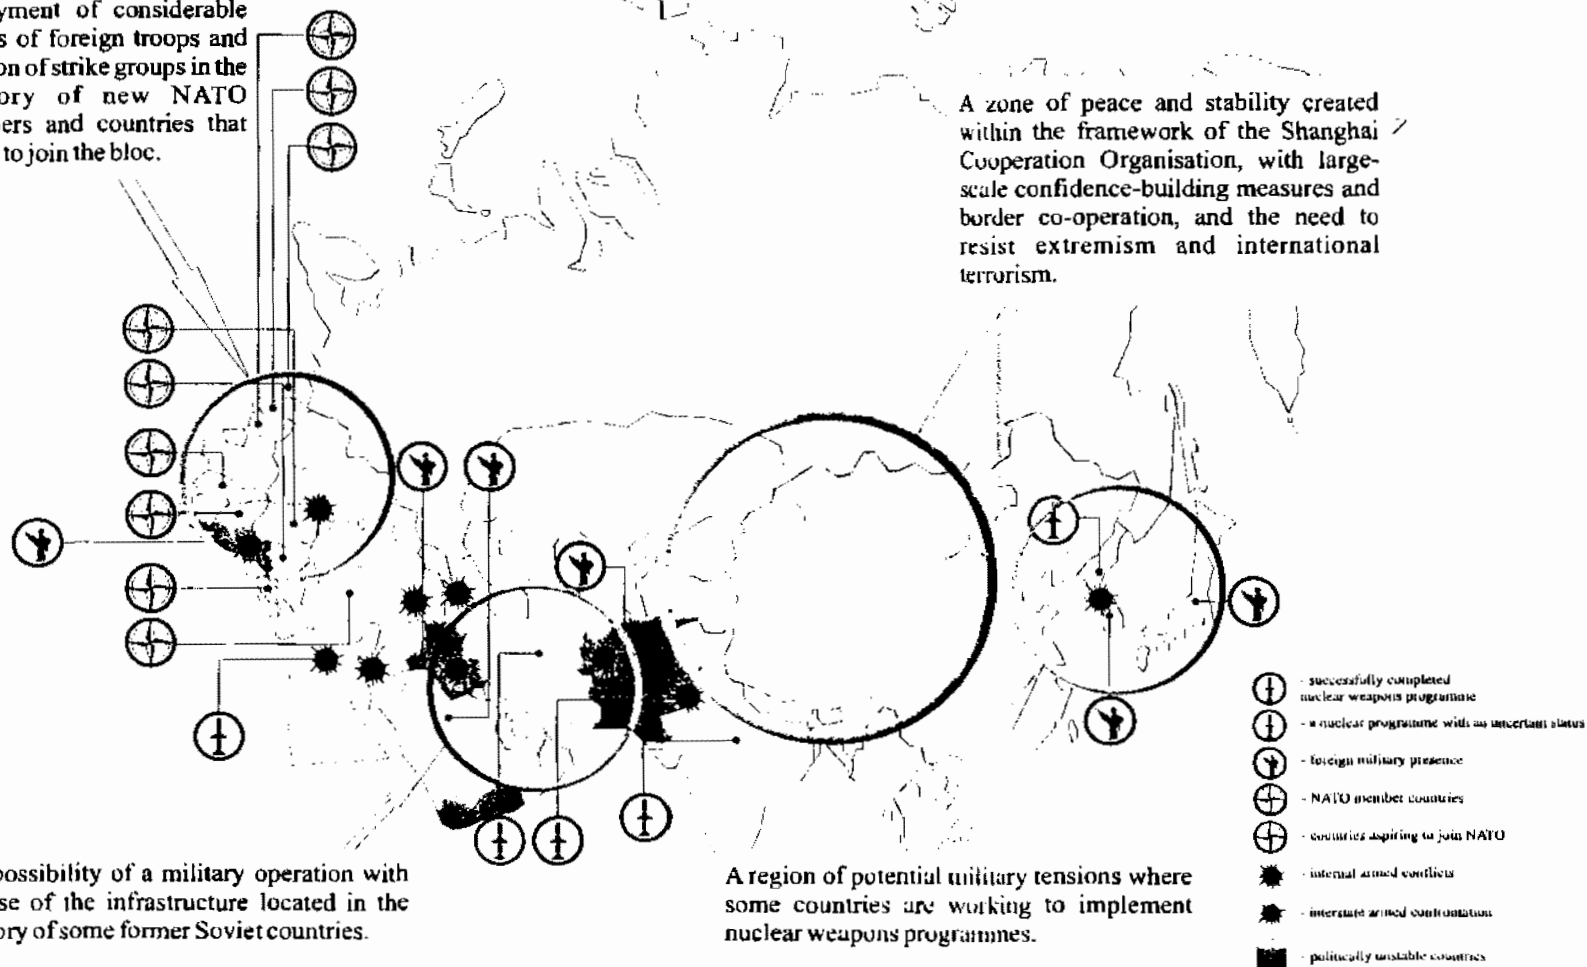 yment of considerable
s of foreign troops and
on of strike groups in the
ory of new NATO
ers and countries that
to join the bloc.
A zone of peace and stability created
within the framework of the Shanghai
Cooperation Organisation, with large-
scale confidence-building measures and
border co-operation, and the need to
resist extremism and international
terrorism.
possibility of a military operation with
se of the infrastructure located in the
ory of some former Soviet countries.
A region of potential military tensions where
some countries are working to implement
nuclear weapons programmes.
- successfully completed
nuclear weapons programme
- a nuclear programme with an uncertain status
- foreign military presence
- NATO member countries
- countries aspiring to join NATO
- internal armed conflicts
- interstate armed confrontation
- politically unstable countries